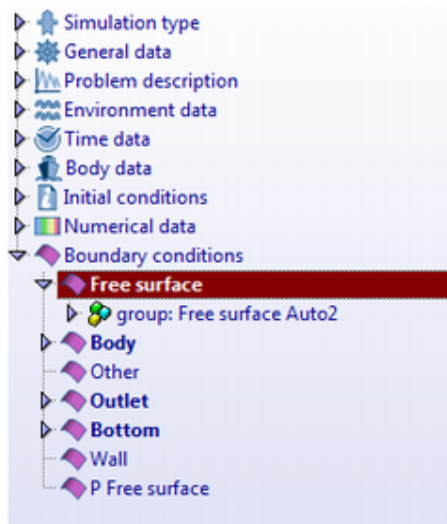 Simulation type
General data
Problem description
Environment data
Time data
Body data
Initial conditions
Numerical data
Boundary conditions
Free surface
group: Free surface Auto2
Body
Other
Outlet
Bottom
Wall
P Free surface